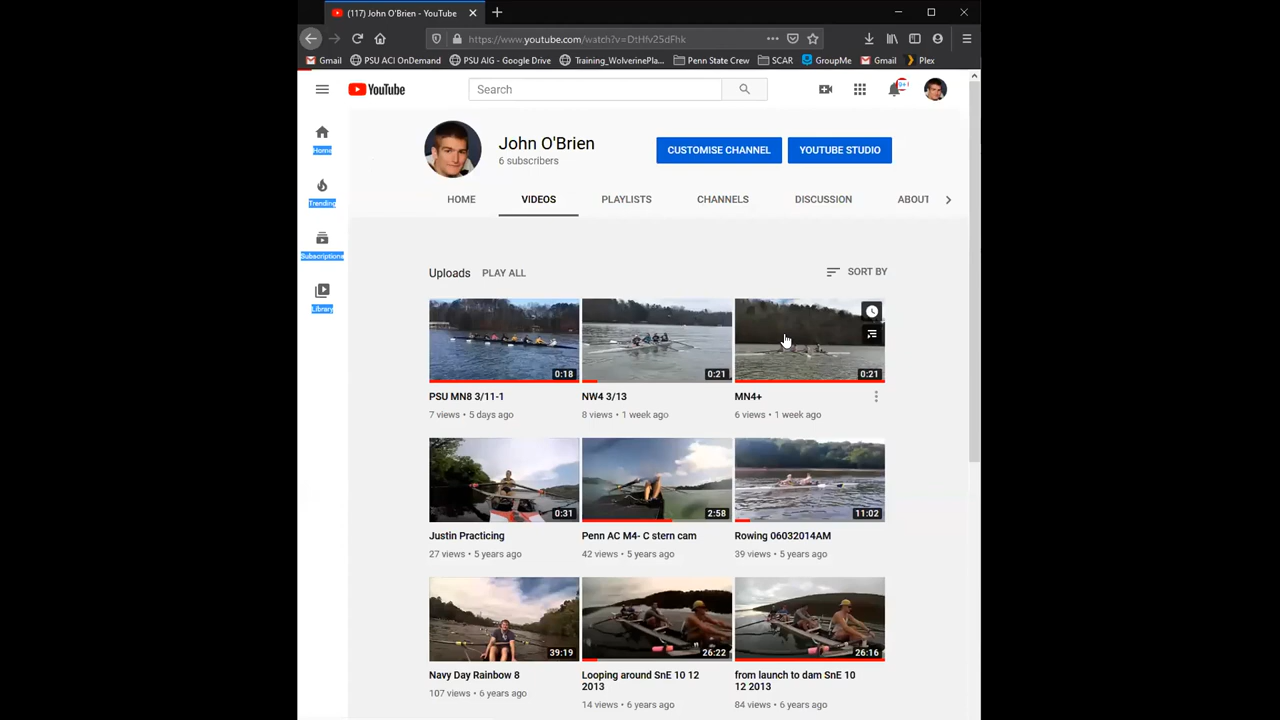 (117) John O'Brien - YouTube
https://www.youtube.com/watch?v=DtHfv25dFhk
Gmail PSU ACI OnDemand PSU AIG - Google Drive Training_WolverinePla... Penn State Crew SCAR GroupMe Gmail Plex
YouTube Search 9+
Home
Trending
Subscriptions
Library
John O'Brien
6 subscribers
CUSTOMISE CHANNEL YOUTUBE STUDIO
HOME VIDEOS PLAYLISTS CHANNELS DISCUSSION ABOUT
Uploads PLAY ALL SORT BY
0:18 0:21 0:21
PSU MN8 3/11-1 NW4 3/13 MN4+
7 views • 5 days ago 8 views • 1 week ago 6 views • 1 week ago
0:31 2:58 11:02
Justin Practicing Penn AC M4- C stern cam Rowing 06032014AM
27 views • 5 years ago 42 views • 5 years ago 39 views • 5 years ago
39:19 26:22 26:16
Navy Day Rainbow 8 Looping around SnE 10 12 from launch to dam SnE 10
2013 12 2013
107 views • 6 years ago 14 views • 6 years ago 84 views • 6 years ago